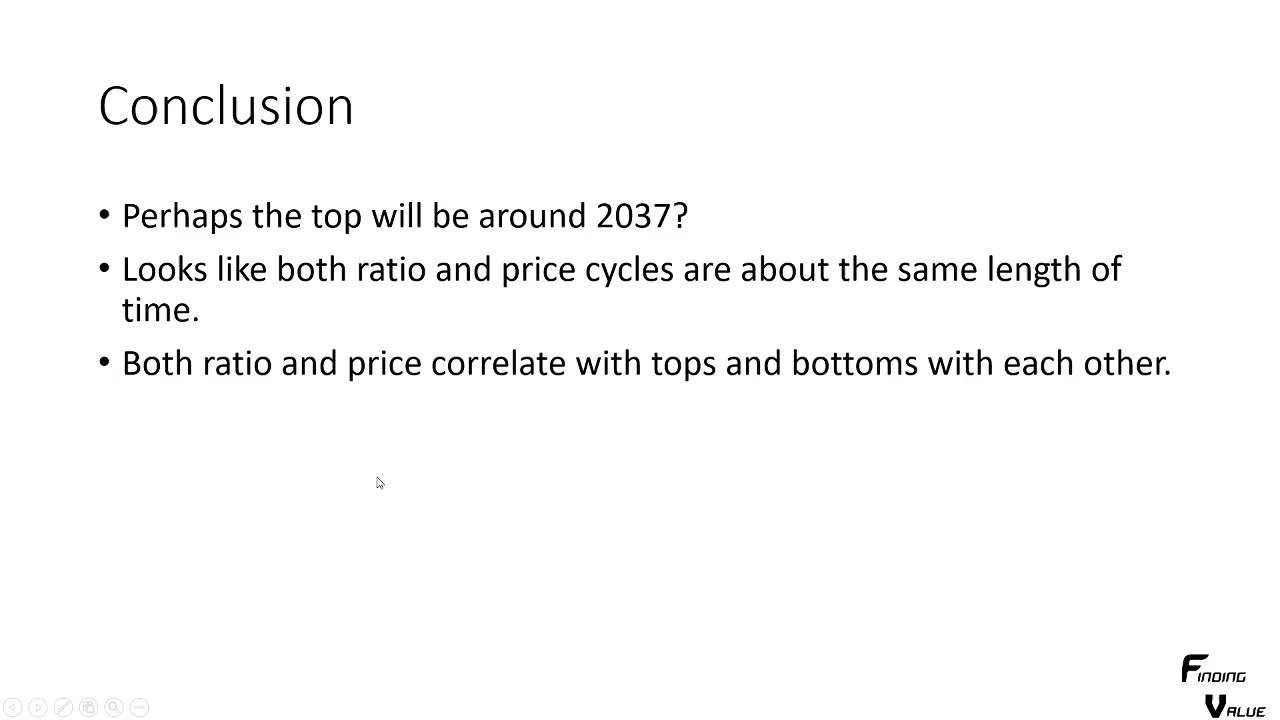 Conclusion
• Perhaps the top will be around 2037?
• Looks like both ratio and price cycles are about the same length of
time.
• Both ratio and price correlate with tops and bottoms with each other.
Finding
Value